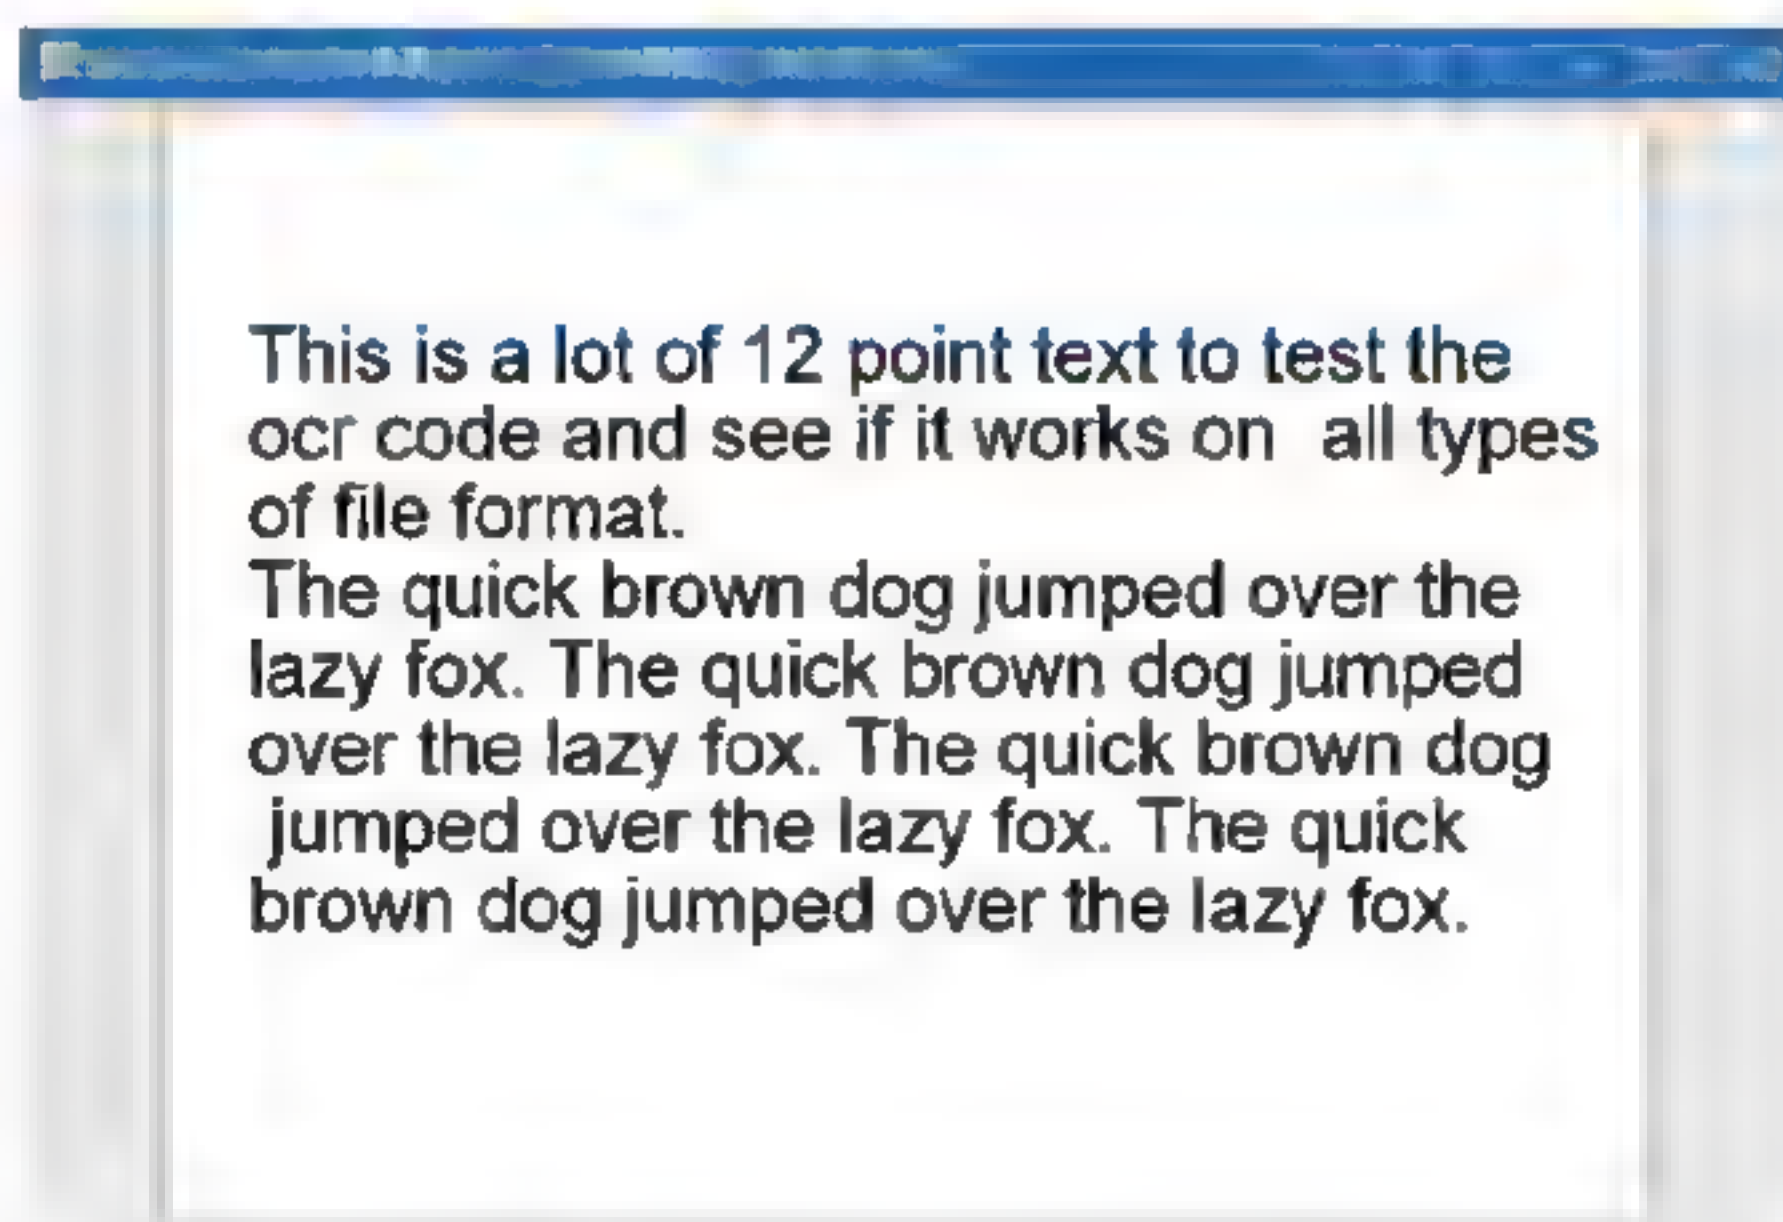 This is a lot of 12 point text to test the
ocr code and see if it works on  all types
of file format.
The quick brown dog jumped over the
lazy fox. The quick brown dog jumped
over the lazy fox. The quick brown dog
jumped over the lazy fox. The quick
brown dog jumped over the lazy fox.